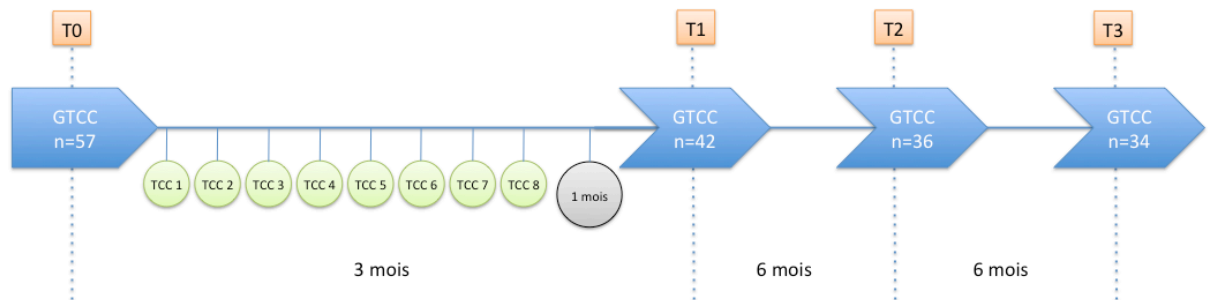 T0
T1
T2
T3
GTCC
n=57
GTCC
n=42
GTCC
n=36
GTCC
n=34
TCC 1
TCC 2
TCC 3
TCC 4
TCC 5
TCC 6
TCC 7
TCC 8
1 mois
3 mois
6 mois
6 mois